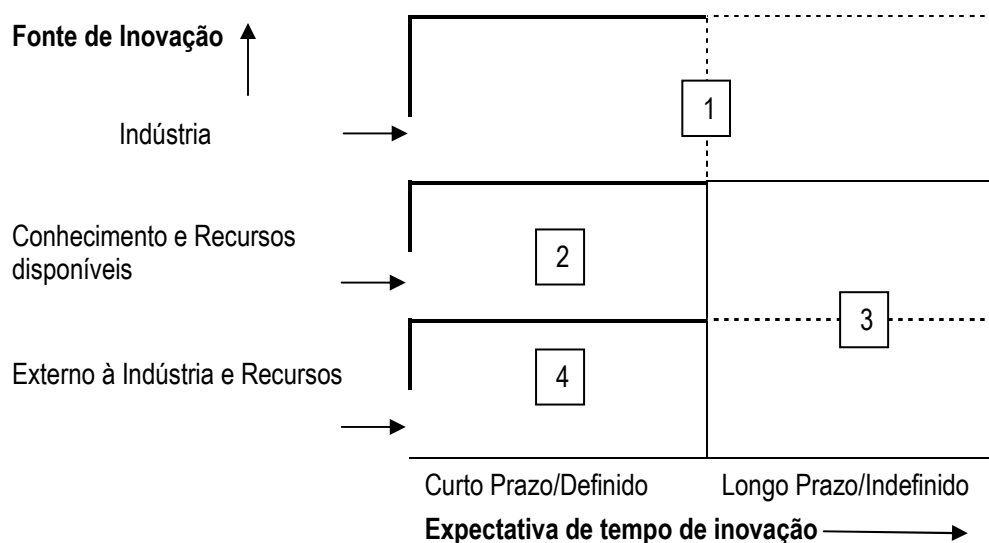 Fonte de Inovação
1
Indústria
Conhecimento e Recursos
disponíveis
2
3
Externo à Indústria e Recursos
4
Curto Prazo/Definido
Longo Prazo/Indefinido
Expectativa de tempo de inovação